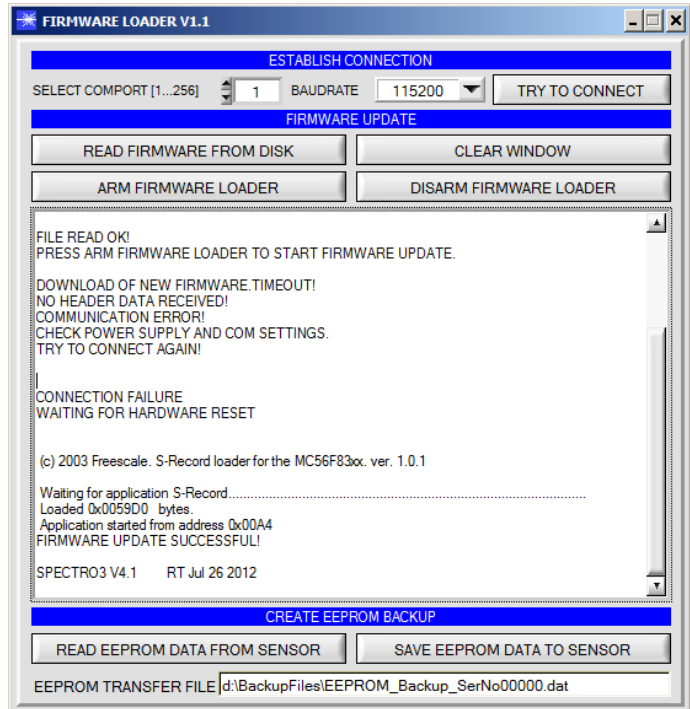 FIRMWARE LOADER V1.1
ESTABLISH CONNECTION
SELECT COMPORT [1...256] 1 BAUDRATE 115200 TRY TO CONNECT
FIRMWARE UPDATE
READ FIRMWARE FROM DISK CLEAR WINDOW
ARM FIRMWARE LOADER DISARM FIRMWARE LOADER
FILE READ OK!
PRESS ARM FIRMWARE LOADER TO START FIRMWARE UPDATE.
DOWNLOAD OF NEW FIRMWARE.TIMEOUT!
NO HEADER DATA RECEIVED!
COMMUNICATION ERROR!
CHECK POWER SUPPLY AND COM SETTINGS.
TRY TO CONNECT AGAIN!
CONNECTION FAILURE
WAITING FOR HARDWARE RESET
(c) 2003 Freescale. S-Record loader for the MC56F83xx. ver. 1.0.1
Waiting for application S-Record.......................................................................................................
Loaded 0x0059D0 bytes.
Application started from address 0x00A4
FIRMWARE UPDATE SUCCESSFUL!
SPECTRO3 V4.1 RT Jul 26 2012
CREATE EEPROM BACKUP
READ EEPROM DATA FROM SENSOR SAVE EEPROM DATA TO SENSOR
EEPROM TRANSFER FILE d:\BackupFiles\EEPROM_Backup_SerNo00000.dat